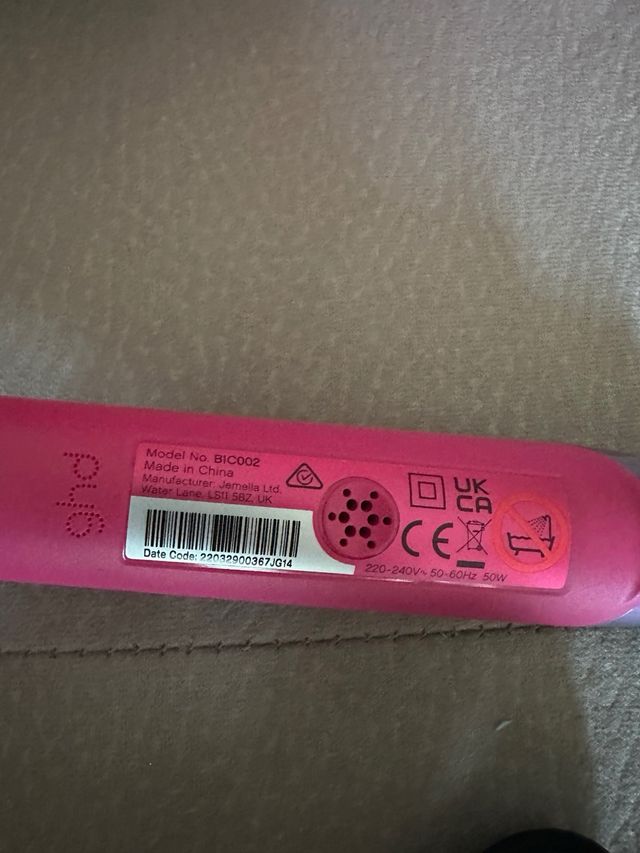 ghd
Model No. B1C002
Made in China
Manufacturer: Jemella Ltd.
Water Lane, LS11 5BZ, UK
Date Code: 22032900367JG14
UK
CA
CE
220-240V~ 50-60Hz 50W